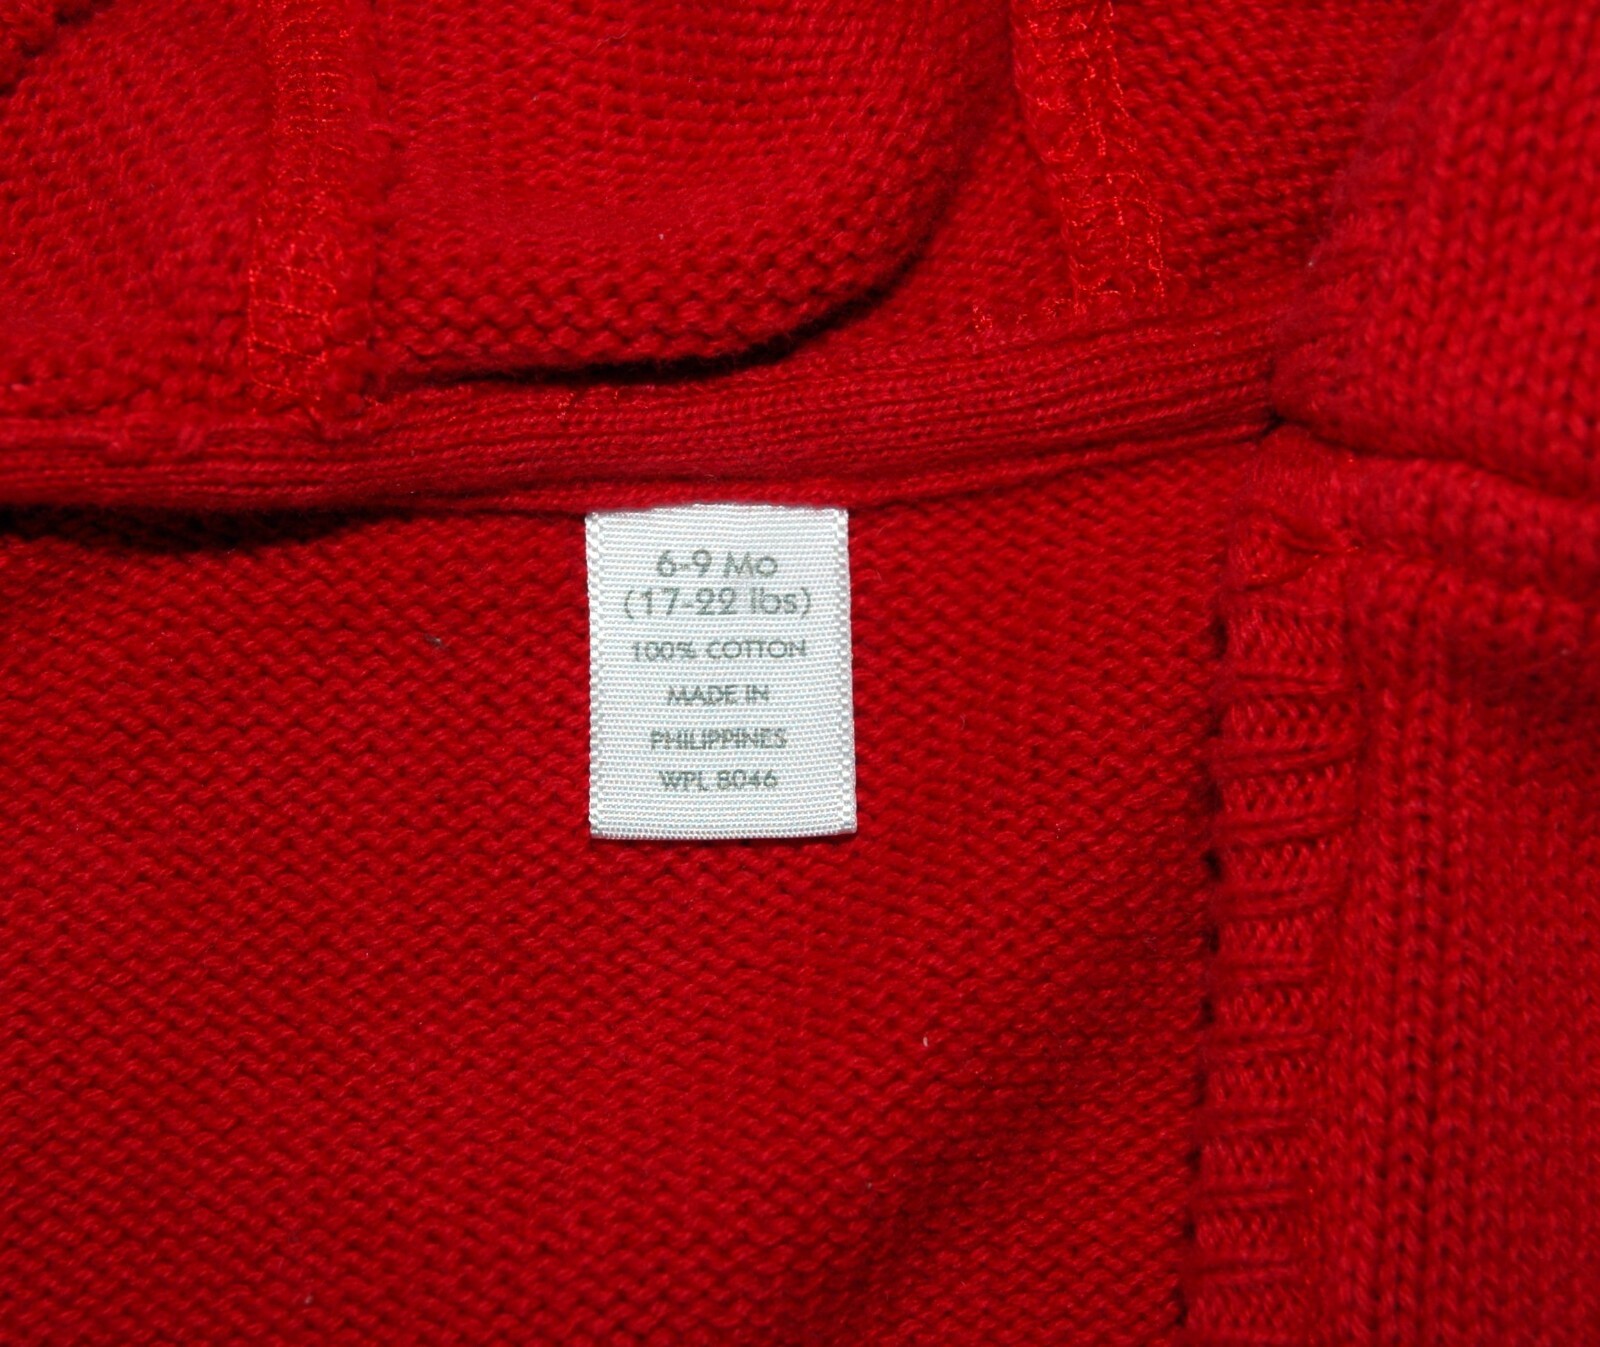 6-9 Mo
(17-22 lbs)
100% COTTON
MADE IN
PHILIPPINES
WPL 8046